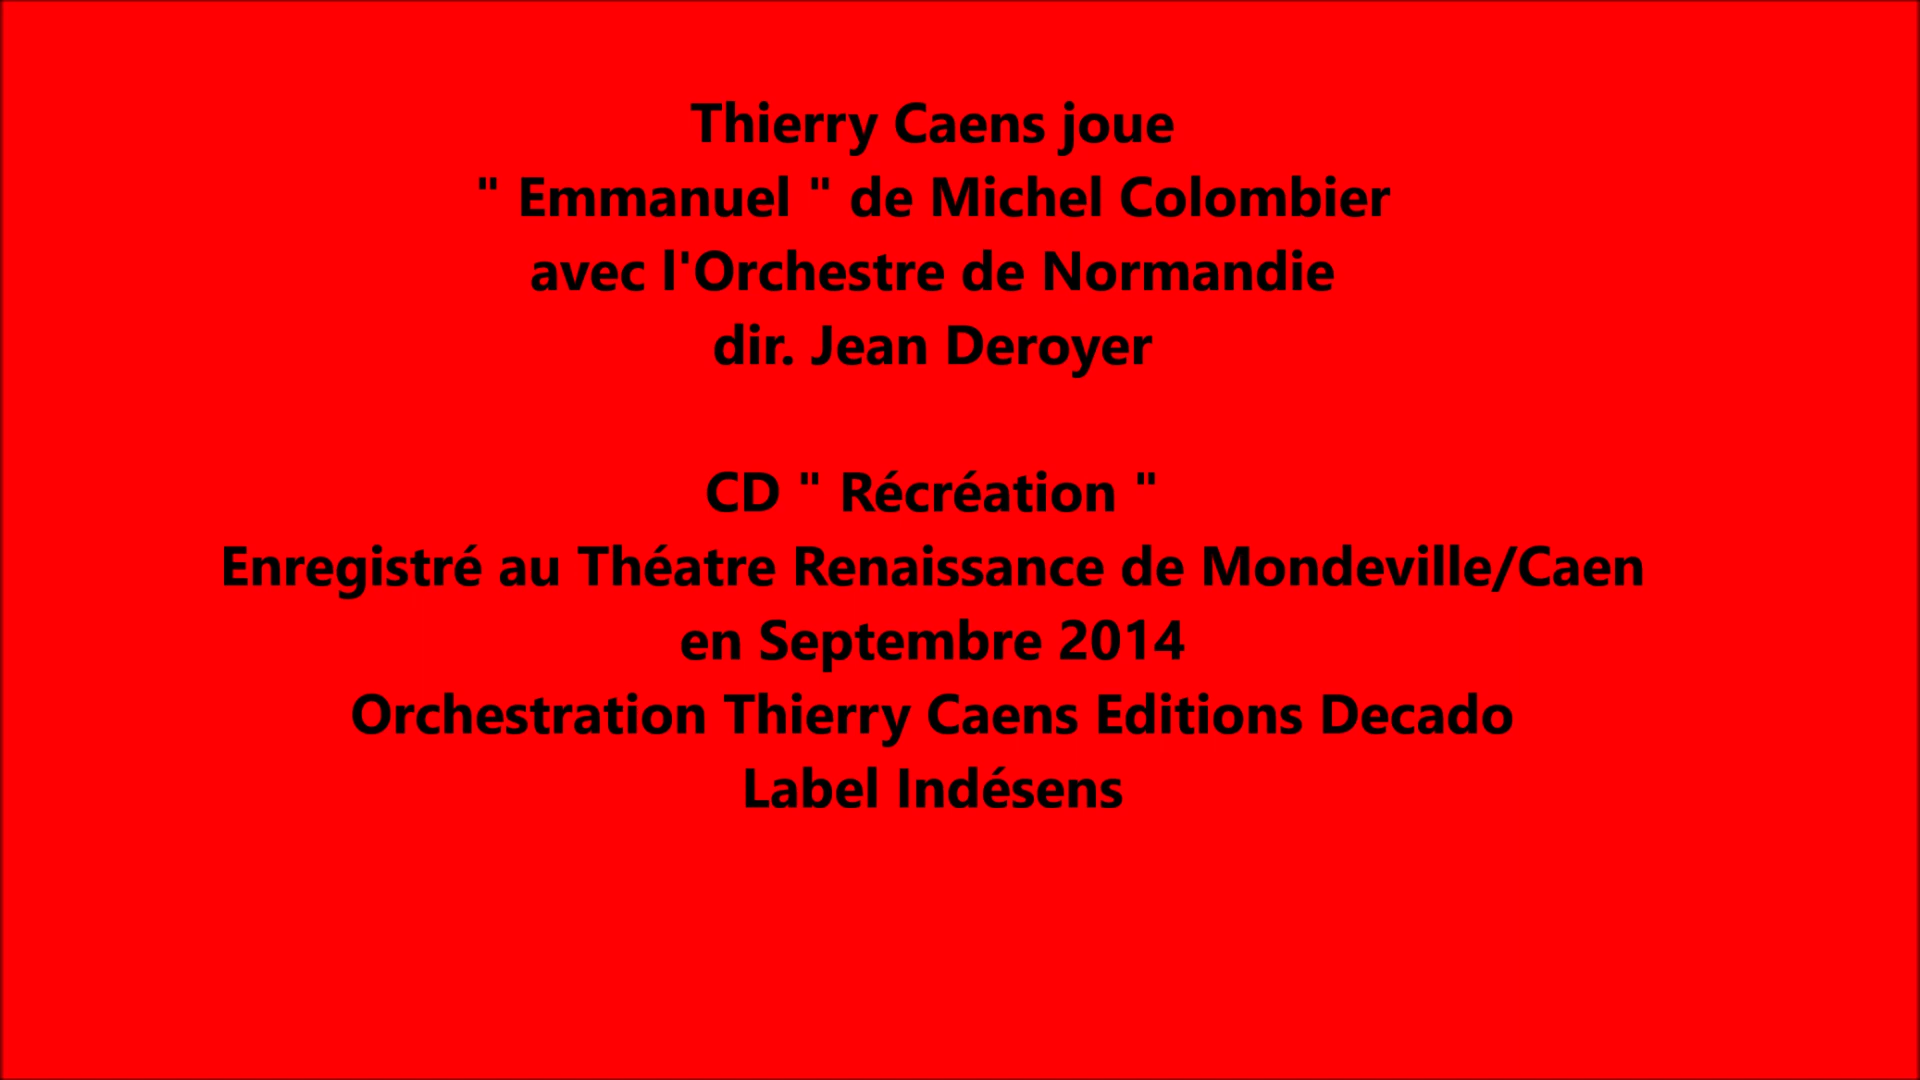 Thierry Caens joue
" Emmanuel " de Michel Colombier
avec l'Orchestre de Normandie
dir. Jean Deroyer
CD " Récréation "
Enregistré au Théatre Renaissance de Mondeville/Caen
en Septembre 2014
Orchestration Thierry Caens Editions Decado
Label Indésens